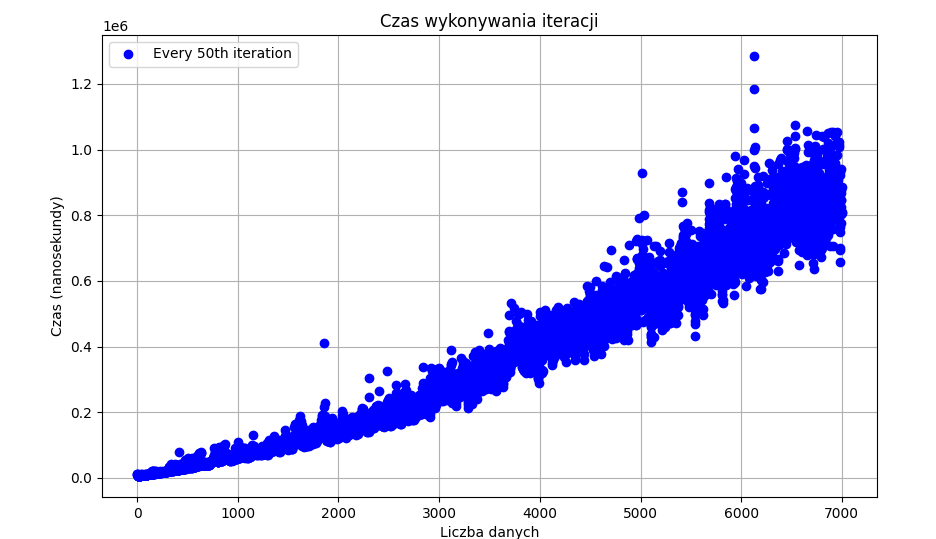 Czas wykonywania iteracji
1e6
Every 50th iteration
1.2
1.0
0.8
0.6
0.4
0.2
0.0
Czas (nanosekundy)
0 1000 2000 3000 4000 5000 6000 7000
Liczba danych